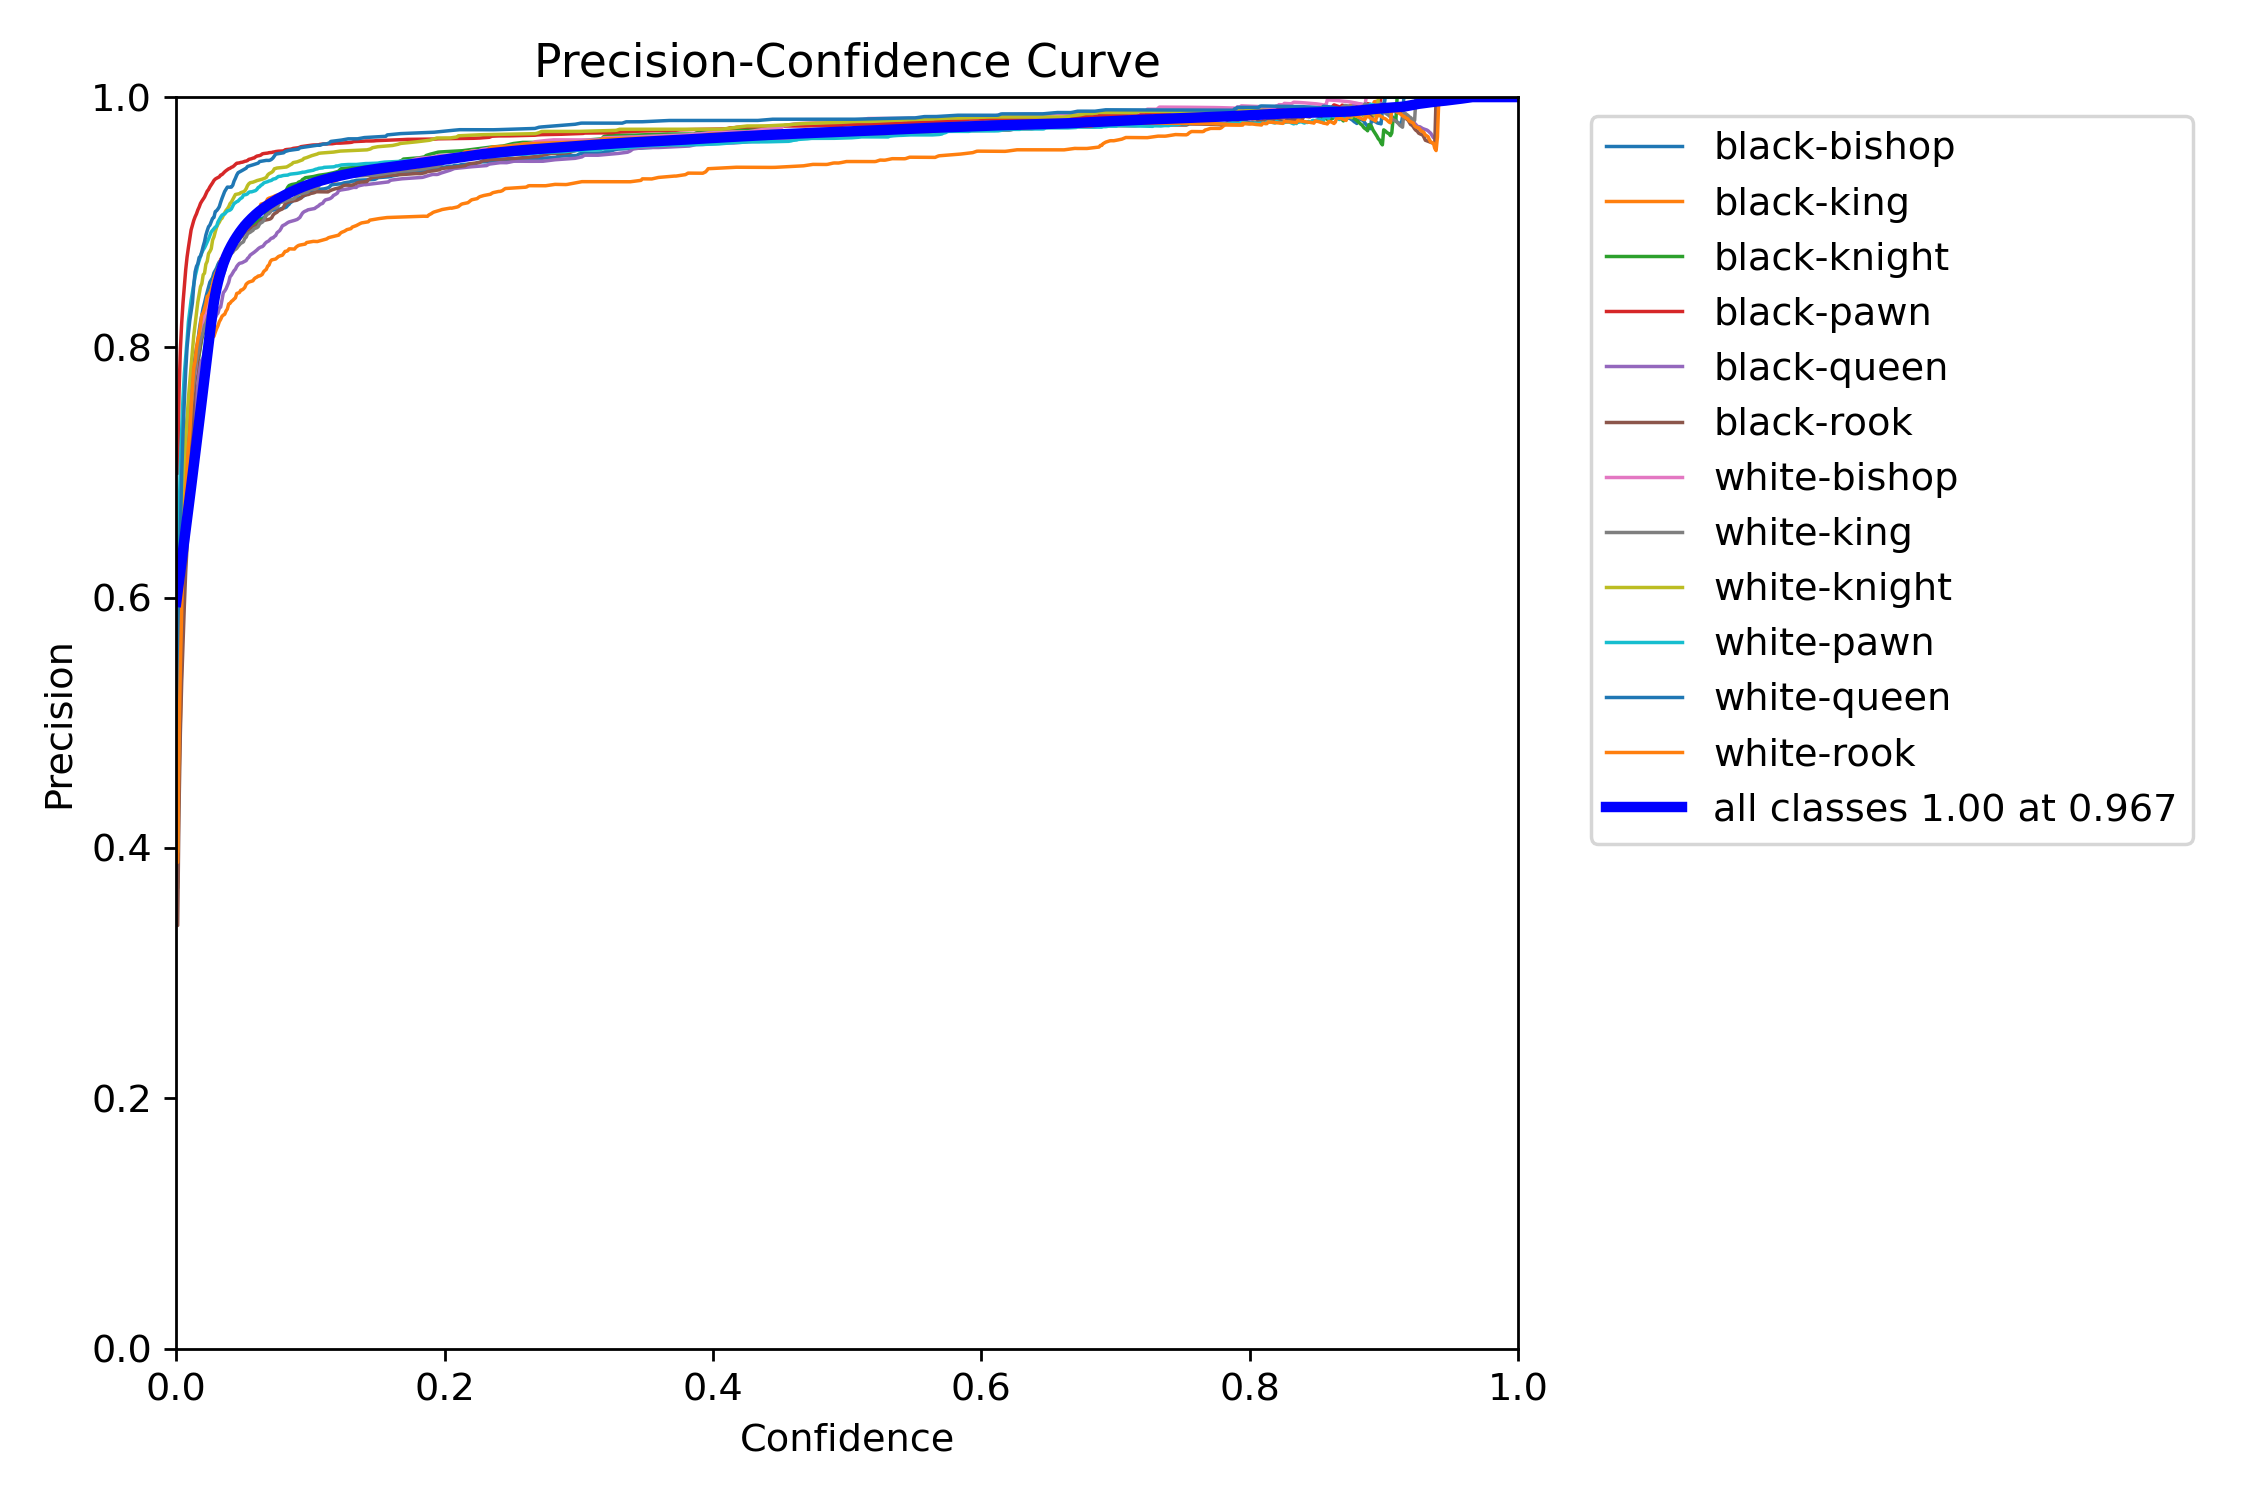 Precision-Confidence Curve
1.0
0.8
0.6
0.4
0.2
0.0
Precision
0.0 0.2 0.4 0.6 0.8 1.0
Confidence
black-bishop
black-king
black-knight
black-pawn
black-queen
black-rook
white-bishop
white-king
white-knight
white-pawn
white-queen
white-rook
all classes 1.00 at 0.967